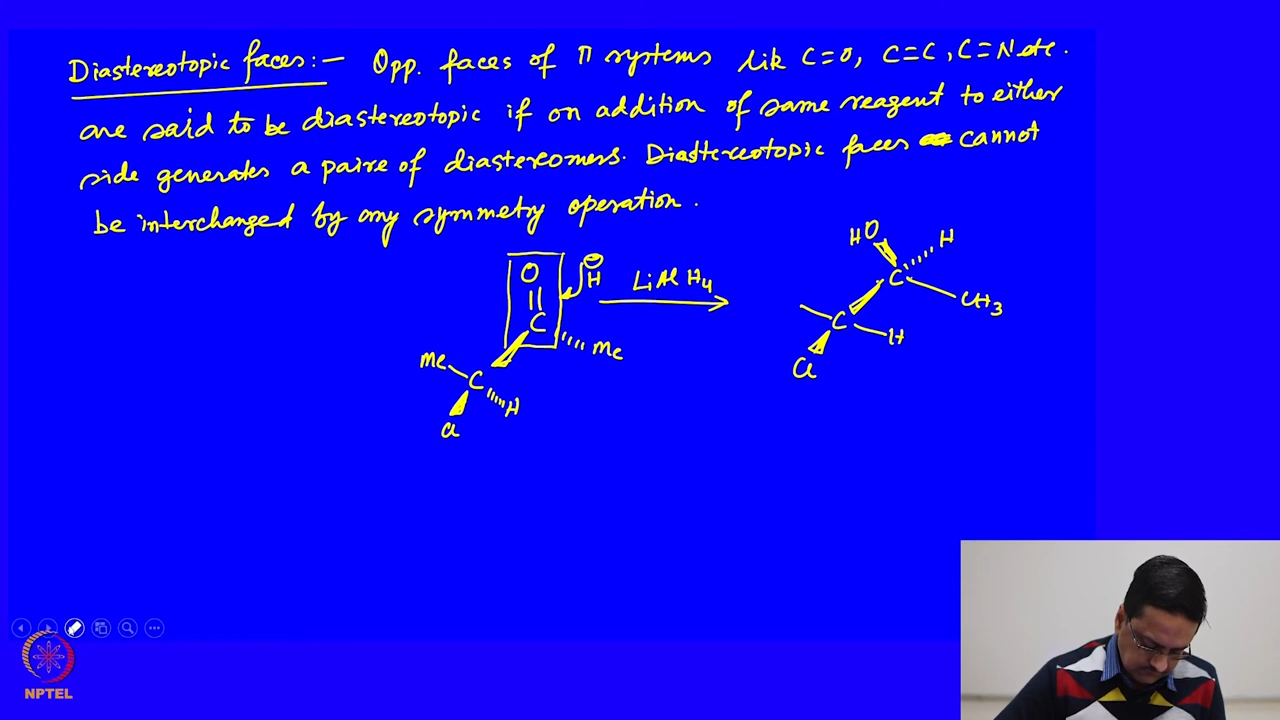 Diastereotopic faces:- Opp. faces of π systems lik C=O, C=C, C=N etc.
are said to be diastereotopic if on addition of same reagent to either
side generates a paire of diastereomers. Diastereotopic faces cannot
be interchanged by any symmetry operation.
HO H
O H LiAlH4 C
C CH3
Me C H
Me C H Cl
Cl
NPTEL